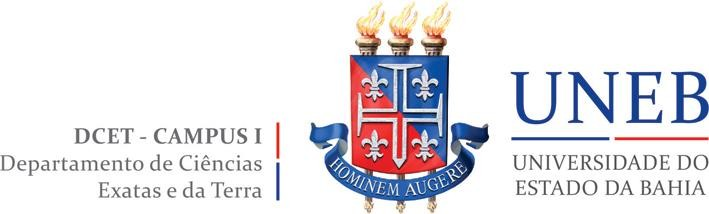 DCET - CAMPUS I
Departamento de Ciências
Exatas e da Terra
HOMINEM AUGERE
UNEB
UNIVERSIDADE DO
ESTADO DA BAHIA